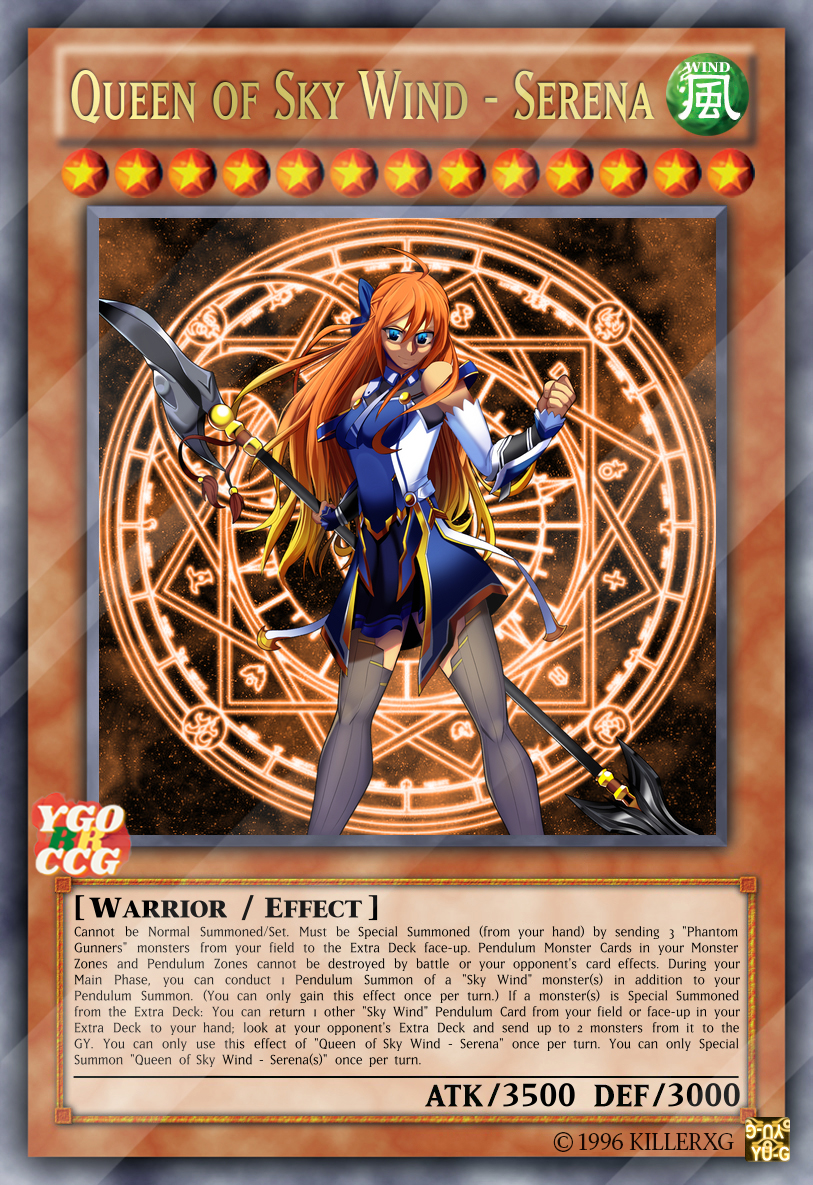 Queen of Sky Wind - Serena
WIND
風
YGO
RR
CCG
[ Warrior / Effect ]
Cannot be Normal Summoned/Set. Must be Special Summoned (from your hand) by sending 3 "Phantom
Gunners" monsters from your field to the Extra Deck face-up. Pendulum Monster Cards in your Monster
Zones and Pendulum Zones cannot be destroyed by battle or your opponent's card effects. During your
Main Phase, you can conduct 1 Pendulum Summon of a "Sky Wind" monster(s) in addition to your
Pendulum Summon. (You can only gain this effect once per turn.) If a monster(s) is Special Summoned
from the Extra Deck: You can return 1 other "Sky Wind" Pendulum Card from your field or face-up in your
Extra Deck to your hand; look at your opponent's Extra Deck and send up to 2 monsters from it to the
GY. You can only use this effect of "Queen of Sky Wind - Serena" once per turn. You can only Special
Summon "Queen of Sky Wind - Serena(s)" once per turn.
ATK/3500 DEF/3000
© 1996 KILLERXG